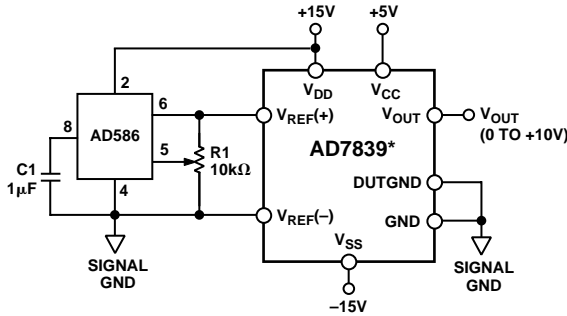 +15V
+5V
2
VDD
VCC
6
VREF(+)
VOUT
VOUT
(0 TO +10V)
8
AD586
C1
1µF
5
R1
10kΩ
AD7839*
DUTGND
4
VREF(–)
GND
VSS
SIGNAL
GND
SIGNAL
GND
–15V